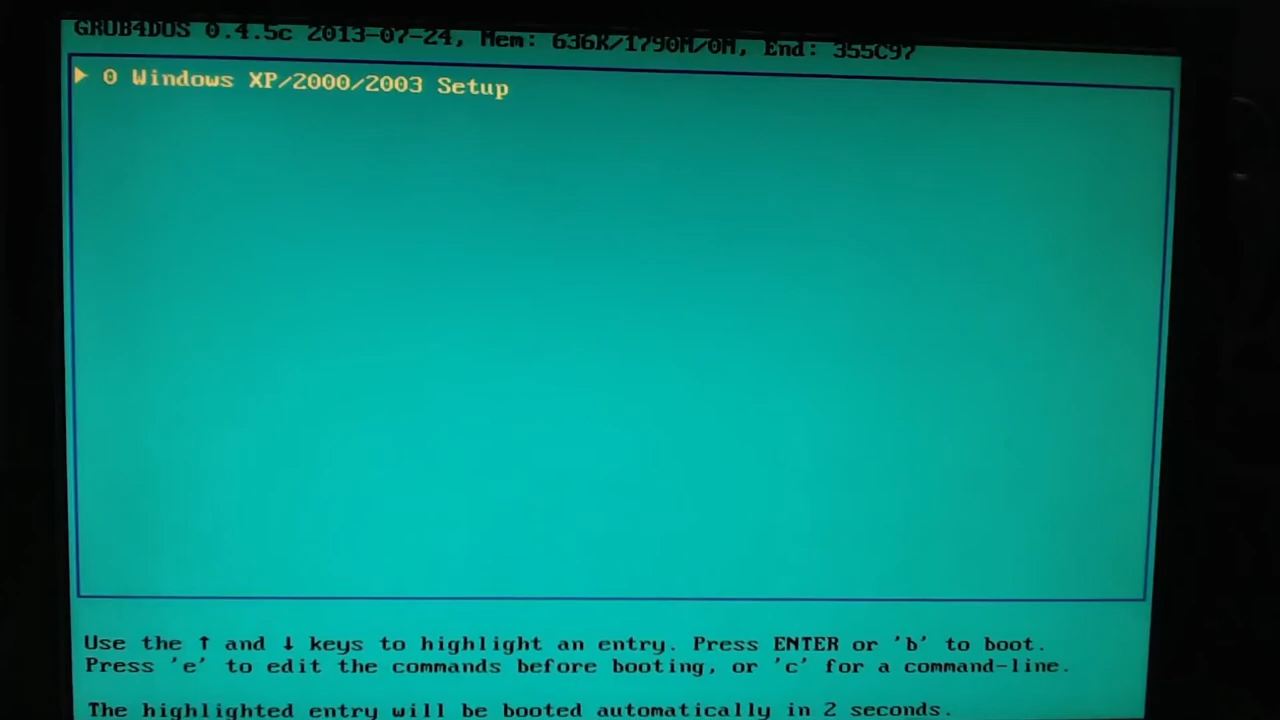 GRUB4DOS 0.4.5c 2013-07-24, Mem: 636K/1790M/0M, End: 355C97
▶ 0 Windows XP/2000/2003 Setup
Use the ↑ and ↓ keys to highlight an entry. Press ENTER or 'b' to boot.
Press 'e' to edit the commands before booting, or 'c' for a command-line.
The highlighted entry will be booted automatically in 2 seconds.